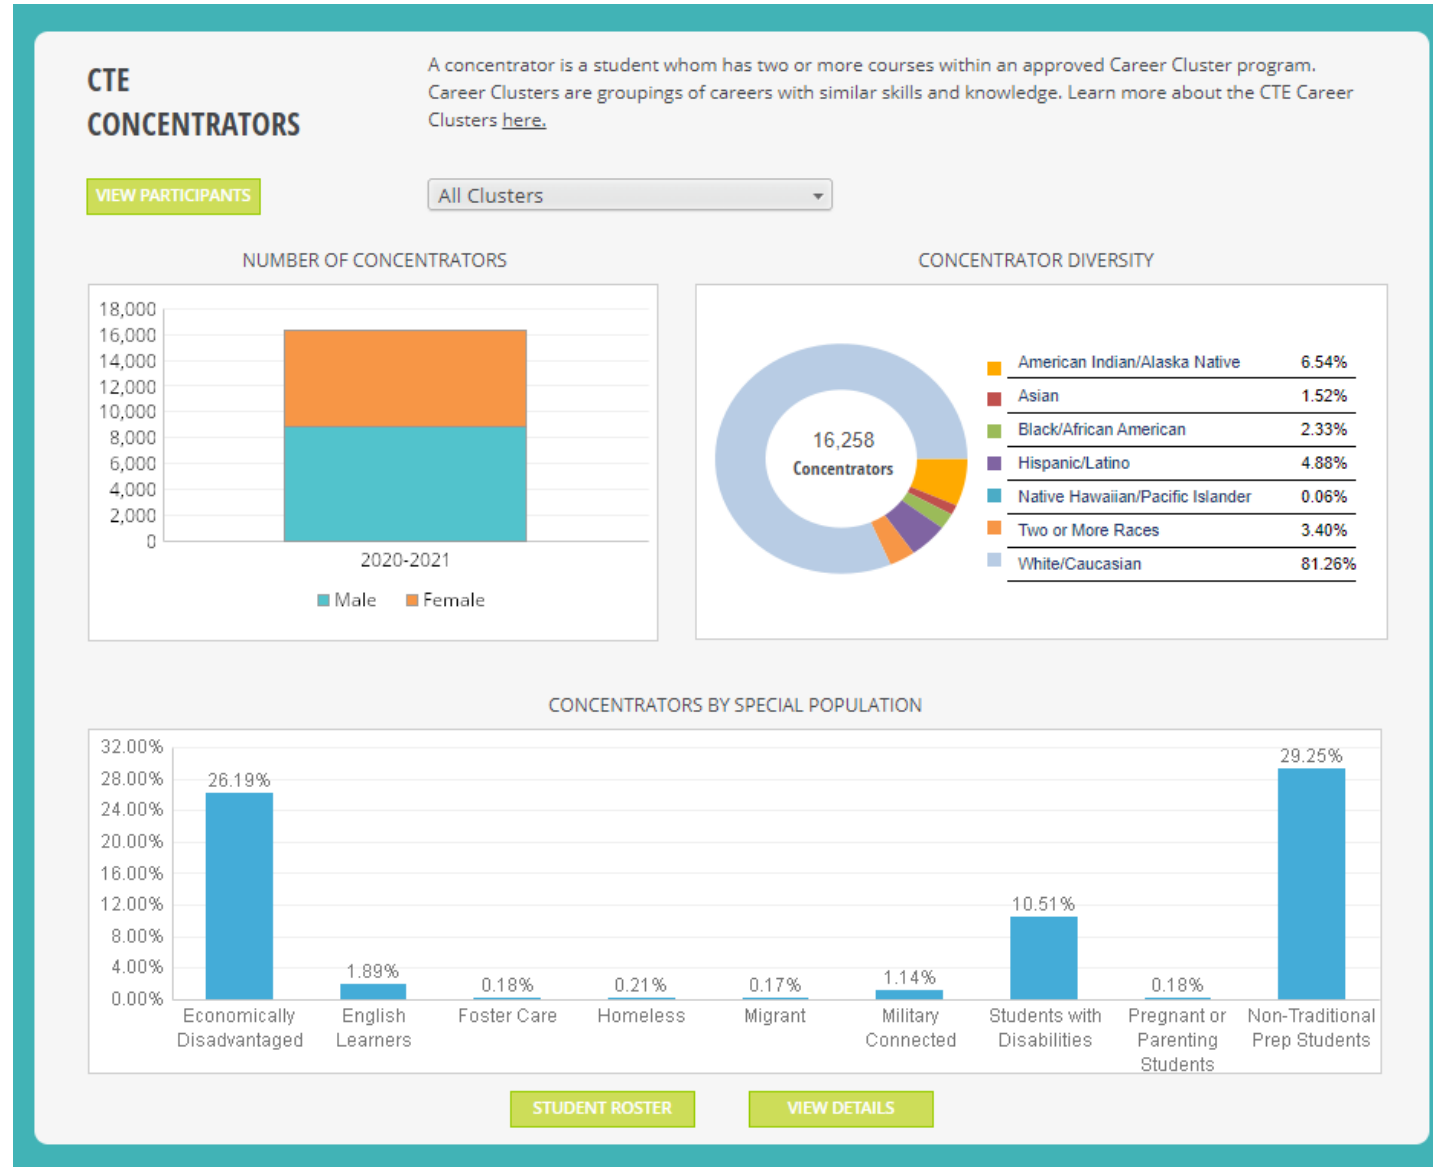 CTE
CONCENTRATORS
A concentrator is a student whom has two or more courses within an approved Career Cluster program.
Career Clusters are groupings of careers with similar skills and knowledge. Learn more about the CTE Career
Clusters here.
VIEW PARTICIPANTS
All Clusters
NUMBER OF CONCENTRATORS
18,000
16,000
14,000
12,000
10,000
8,000
6,000
4,000
2,000
0
2020-2021
Male Female
CONCENTRATOR DIVERSITY
16,258
Concentrators
American Indian/Alaska Native 6.54%
Asian 1.52%
Black/African American 2.33%
Hispanic/Latino 4.88%
Native Hawaiian/Pacific Islander 0.06%
Two or More Races 3.40%
White/Caucasian 81.26%
CONCENTRATORS BY SPECIAL POPULATION
32.00%
28.00%
24.00%
20.00%
16.00%
12.00%
8.00%
4.00%
0.00%
26.19%
1.89%
0.18%
0.21%
0.17%
1.14%
10.51%
0.18%
29.25%
Economically
Disadvantaged
English
Learners
Foster Care
Homeless
Migrant
Military
Connected
Students with
Disabilities
Pregnant or
Parenting
Students
Non-Traditional
Prep Students
STUDENT ROSTER
VIEW DETAILS